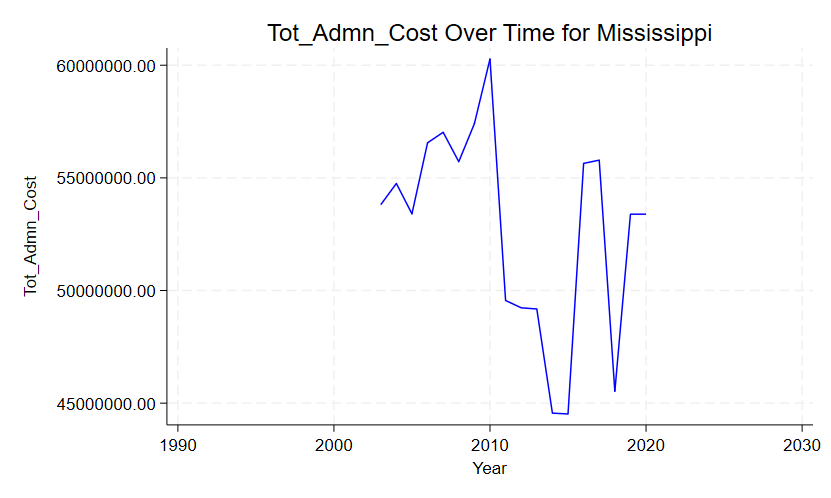 Tot_Admn_Cost Over Time for Mississippi
60000000.00
55000000.00
50000000.00
45000000.00
Tot_Admn_Cost
1990 2000 2010 2020 2030
Year